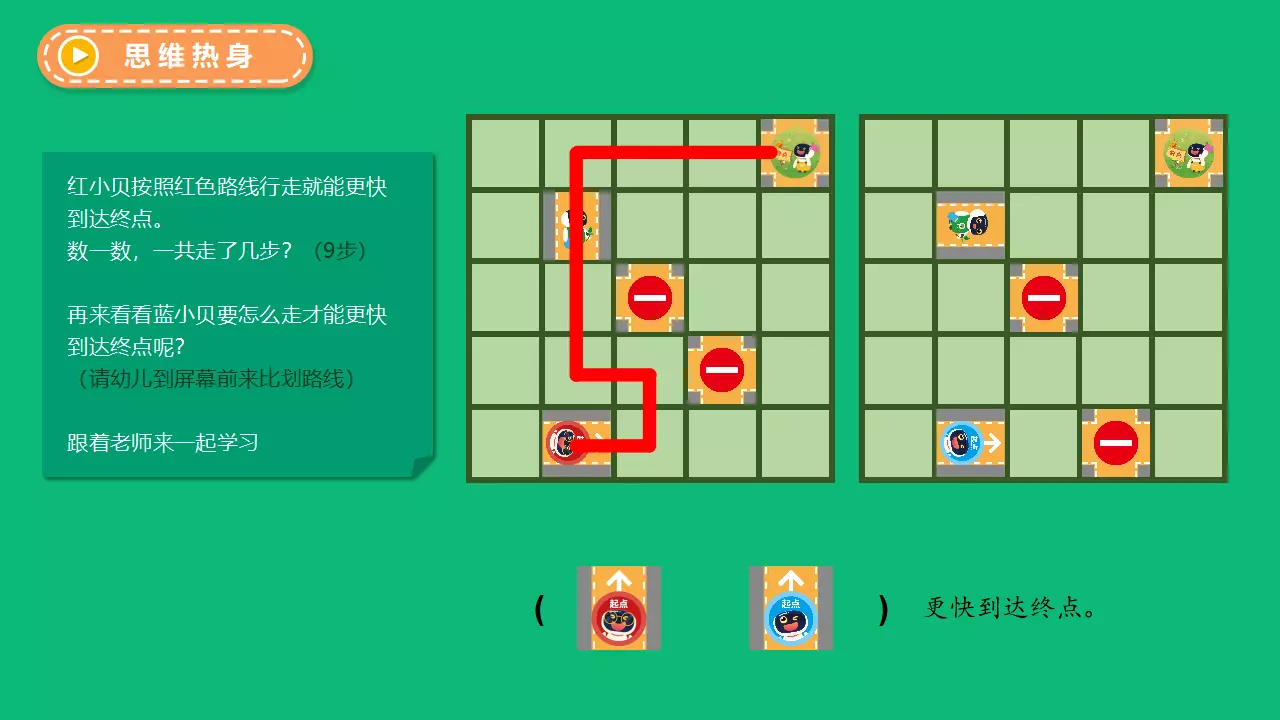 思维热身
红小贝按照红色路线行走就能更快
到达终点。
数一数，一共走了几步？（9步）
再来看看蓝小贝要怎么走才能更快
到达终点呢?
（请幼儿到屏幕前来比划路线）
跟着老师来一起学习
( 起点 起点 ) 更快到达终点。